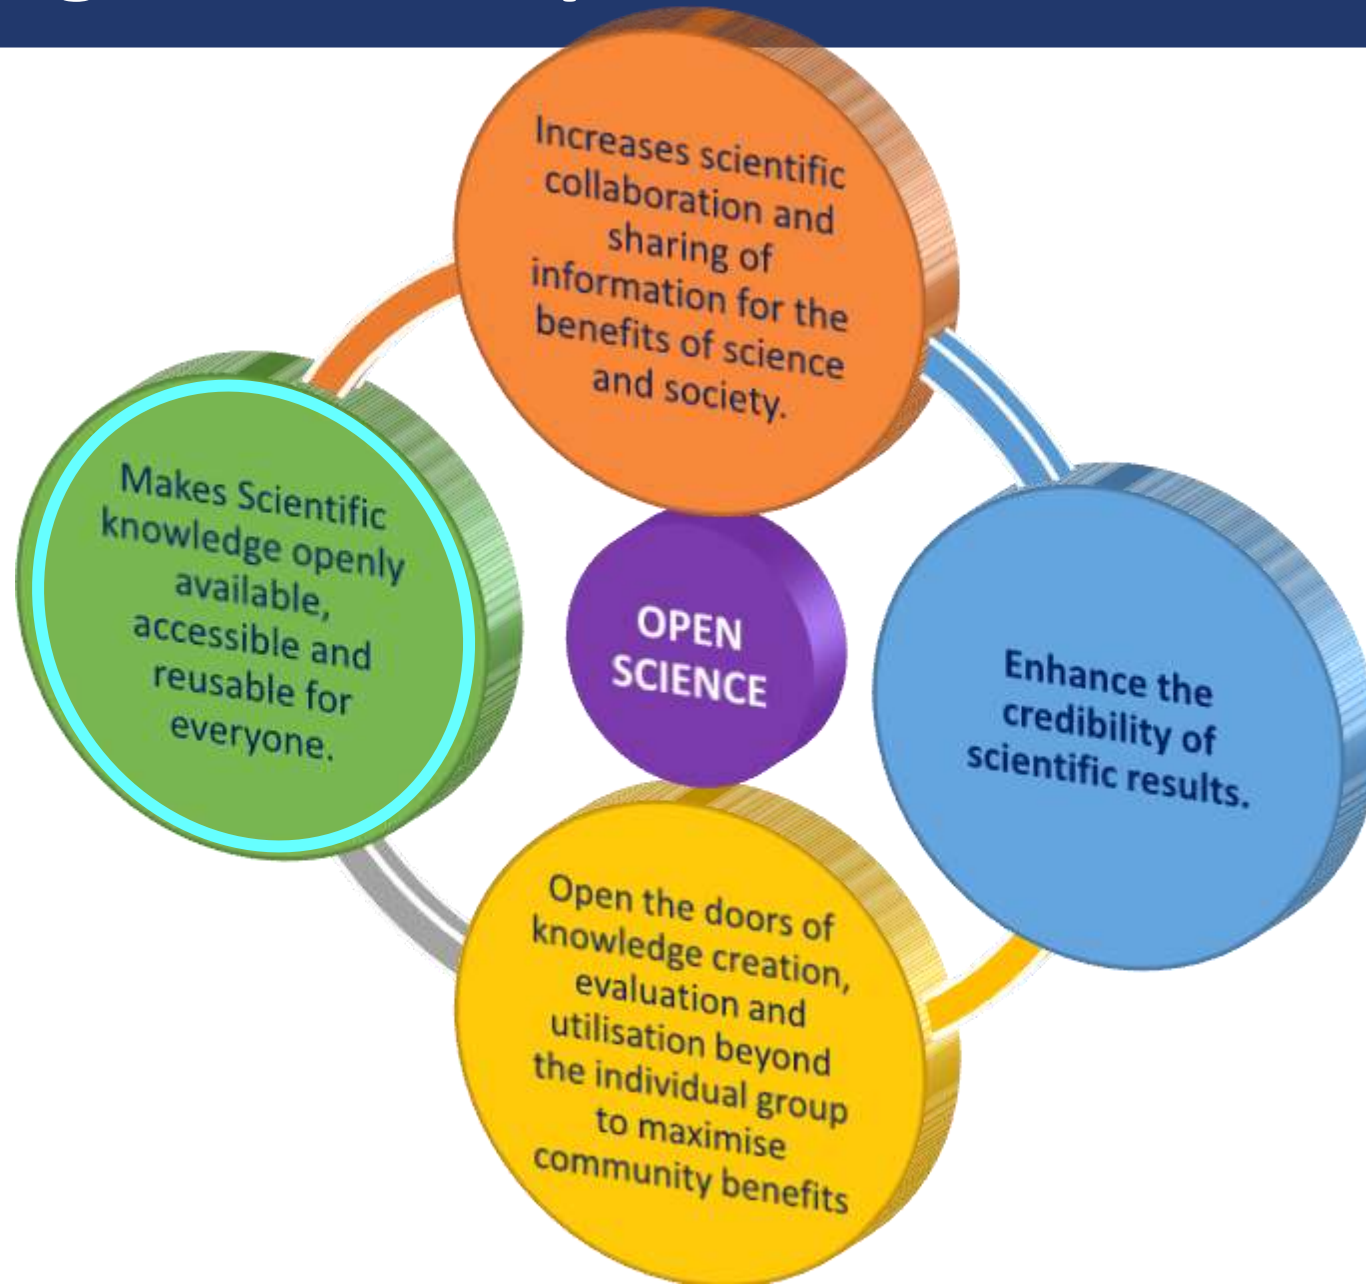 Increases scientific
collaboration and
sharing of
information for the
benefits of science
and society.
Makes Scientific
knowledge openly
available,
accessible and
reusable for
everyone.
OPEN
SCIENCE
Enhance the
credibility of
scientific results.
Open the doors of
knowledge creation,
evaluation and
utilisation beyond
the individual group
to maximise
community benefits